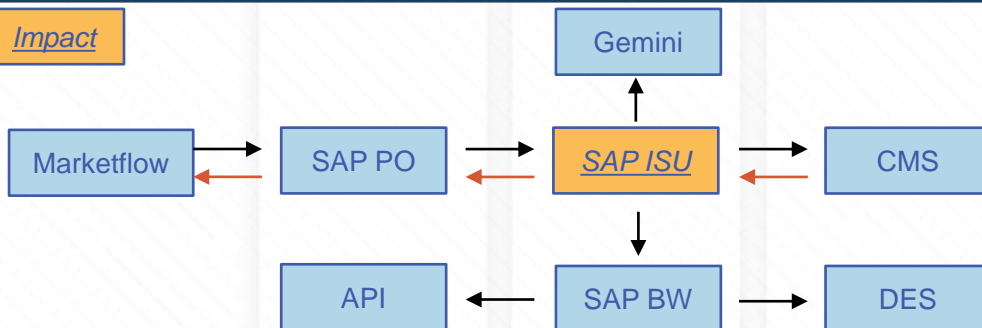 Impact
Gemini
Marketflow
SAP PO
SAP ISU
CMS
API
SAP BW
DES